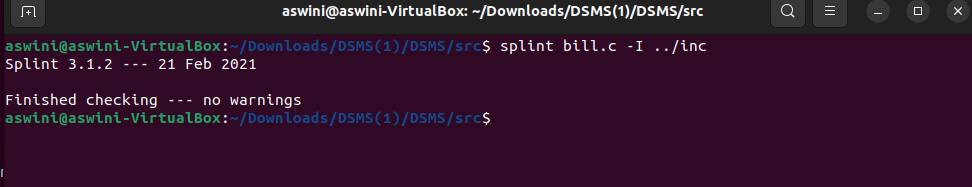 aswini@aswini-VirtualBox: ~/Downloads/DSMS(1)/DSMS/src
aswini@aswini-VirtualBox:~/Downloads/DSMS(1)/DSMS/src$ splint bill.c -I ../inc
Splint 3.1.2 --- 21 Feb 2021
Finished checking --- no warnings
aswini@aswini-VirtualBox:~/Downloads/DSMS(1)/DSMS/src$